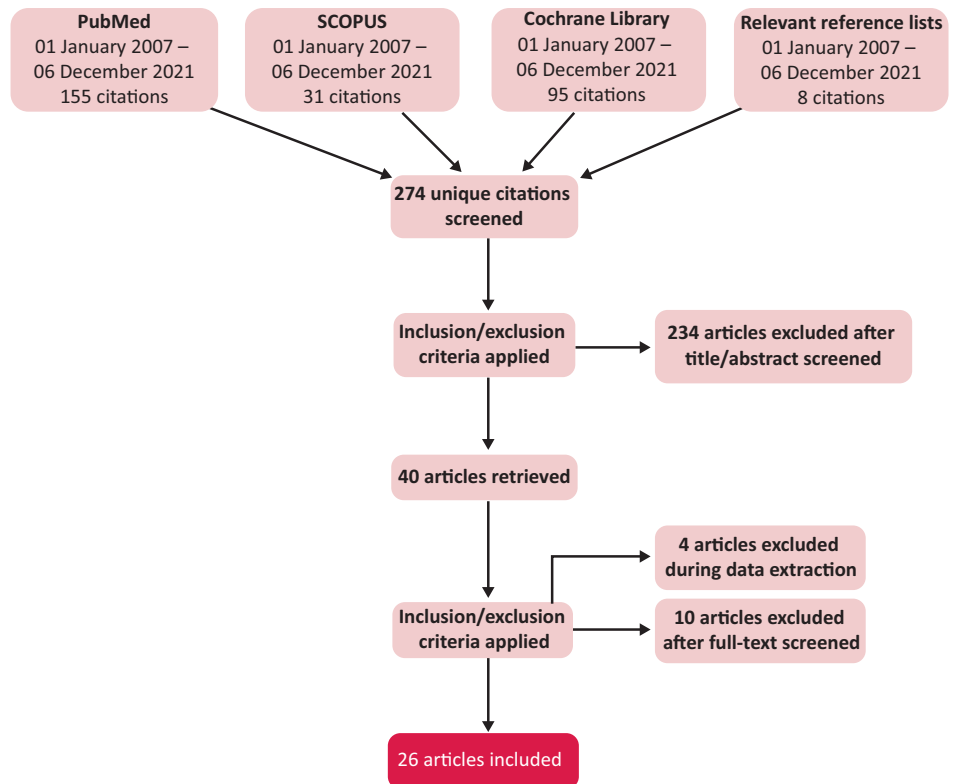 PubMed
01 January 2007 –
06 December 2021
155 citations
SCOPUS
01 January 2007 –
06 December 2021
31 citations
Cochrane Library
01 January 2007 –
06 December 2021
95 citations
Relevant reference lists
01 January 2007 –
06 December 2021
8 citations
274 unique citations
screened
Inclusion/exclusion
criteria applied
234 articles excluded after
title/abstract screened
40 articles retrieved
4 articles excluded
during data extraction
Inclusion/exclusion
criteria applied
10 articles excluded
after full-text screened
26 articles included